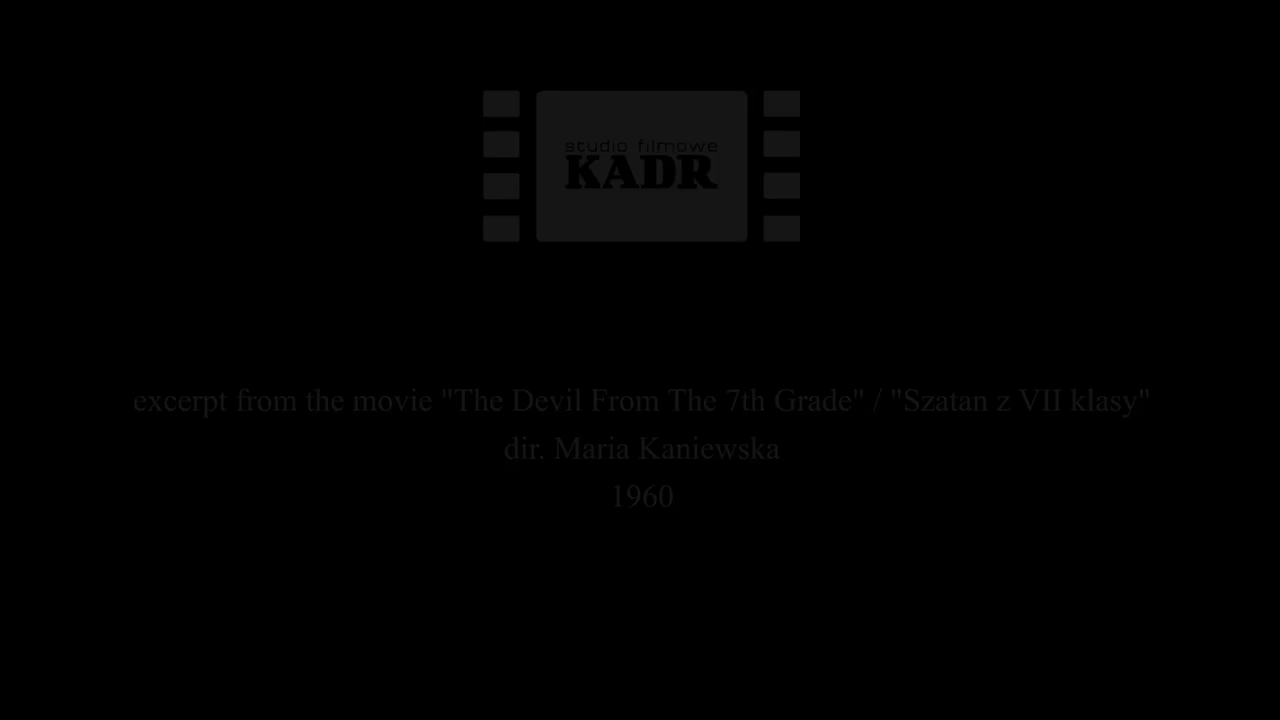 studio filmowe
KADR
excerpt from the movie "The Devil From The 7th Grade" / "Szatan z VII klasy"
dir. Maria Kaniewska
1960